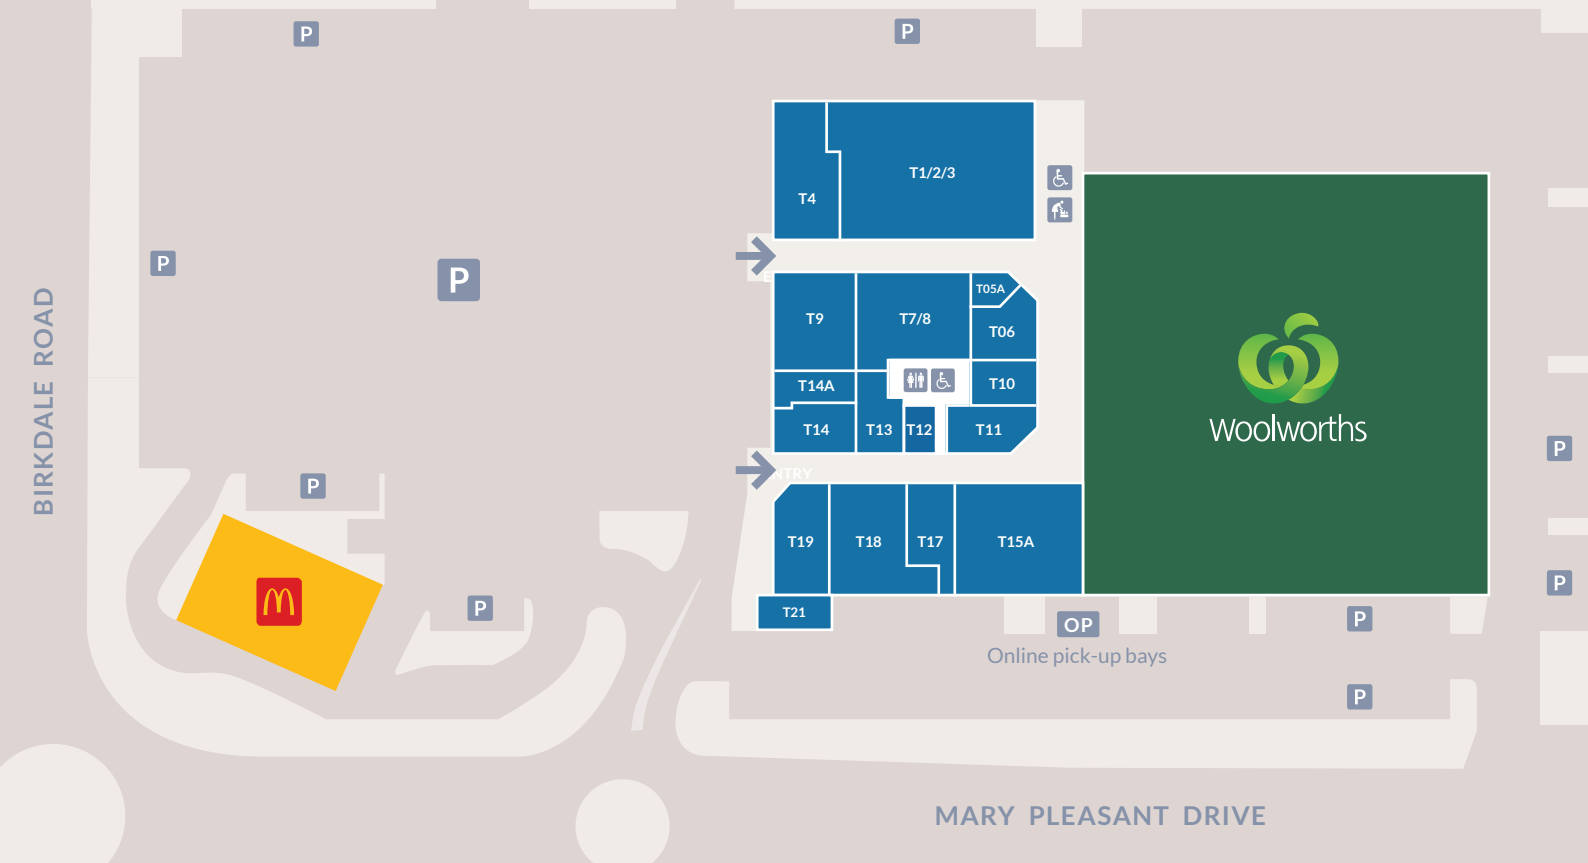 P
P
T1/2/3
T4
P
P
E
T9
T7/8
T05A
T06
T14A
T10
T14
T13
T12
T11
Woolworths
P
NTRY
P
BIRKDALE ROAD
T19
T18
T17
T15A
P
M
P
T21
OP
P
Online pick-up bays
P
MARY PLEASANT DRIVE